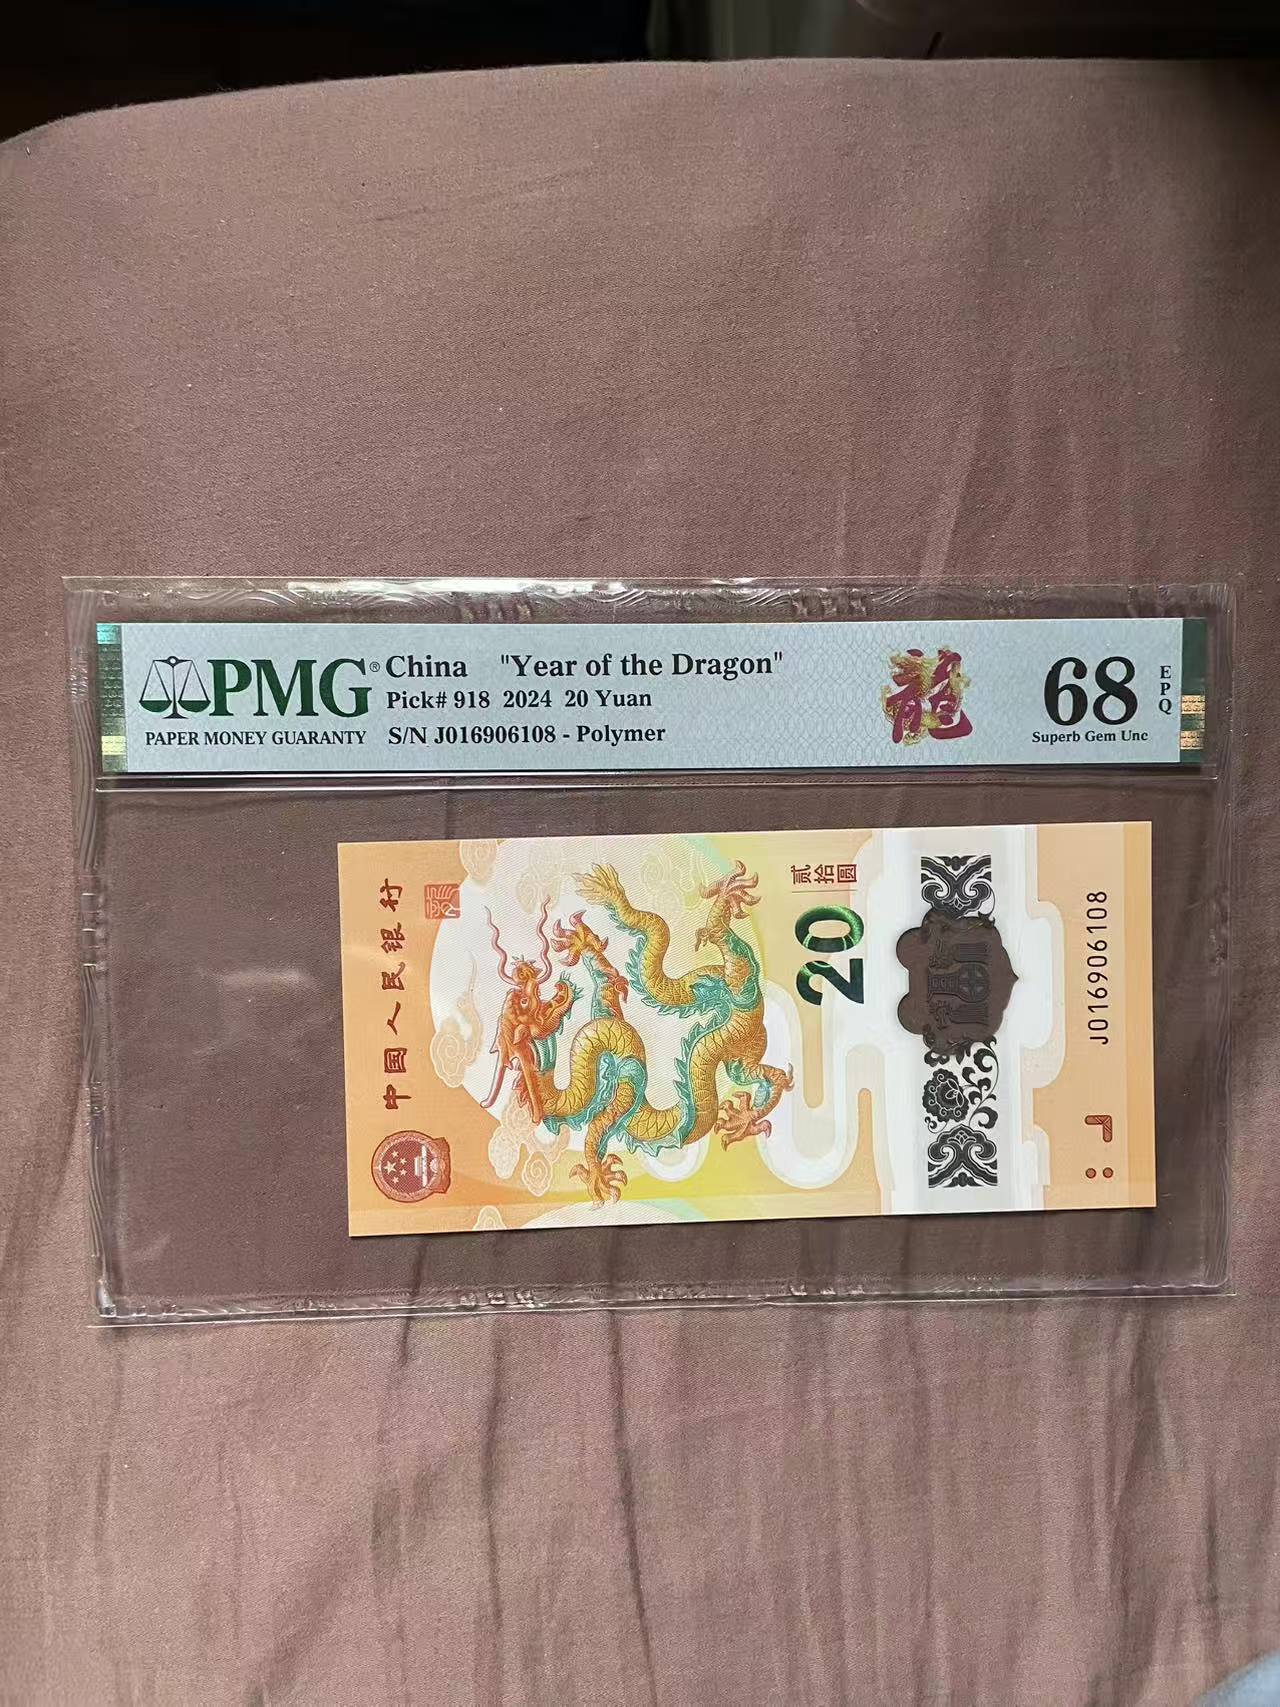 PMG®
PAPER MONEY GUARANTY
China "Year of the Dragon"
Pick# 918 2024 20 Yuan
S/N J016906108 - Polymer
龍
68
EPQ
Superb Gem Unc
中国人民银行
贰拾圆
20
J016906108